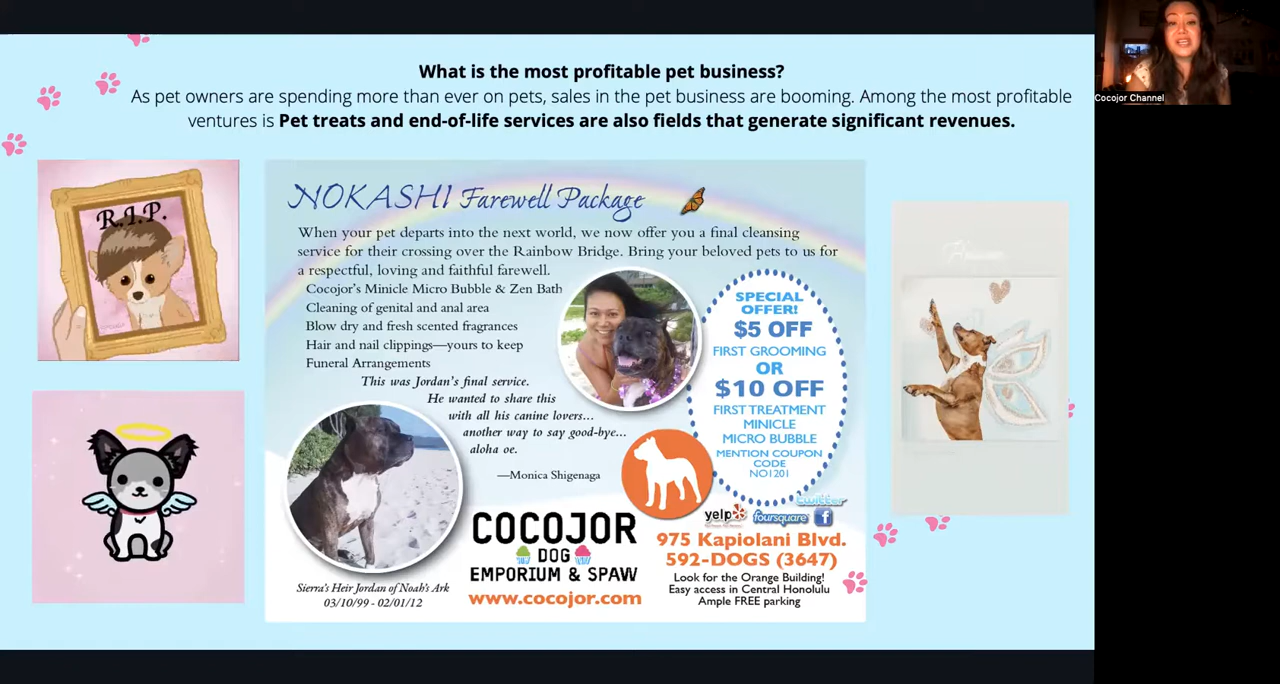 What is the most profitable pet business?
As pet owners are spending more than ever on pets, sales in the pet business are booming. Among the most profitable
ventures is Pet treats and end-of-life services are also fields that generate significant revenues.
Cocojor Channel
R.I.P.
NOKASHI Farewell Package
When your pet departs into the next world, we now offer you a final cleansing
service for their crossing over the Rainbow Bridge. Bring your beloved pets to us for
a respectful, loving and faithful farewell.
Cocojor's Minicle Micro Bubble & Zen Bath
Cleaning of genital and anal area
Blow dry and fresh scented fragrances
Hair and nail clippings—yours to keep
Funeral Arrangements
This was Jordan's final service.
He wanted to share this
with all his canine lovers...
another way to say good-bye...
aloha oe.
—Monica Shigenaga
SPECIAL
OFFER!
$5 OFF
FIRST GROOMING
OR
$10 OFF
FIRST TREATMENT
MINICLE
MICRO BUBBLE
MENTION COUPON
CODE
NO1201
Sierra's Heir Jordan of Noah's Ark
03/10/99 - 02/01/12
COCOJOR
DOG
EMPORIUM & SPAW
www.cocojor.com
twitter
yelp
foursquare
f
975 Kapiolani Blvd.
592-DOGS (3647)
Look for the Orange Building!
Easy access in Central Honolulu
Ample FREE parking